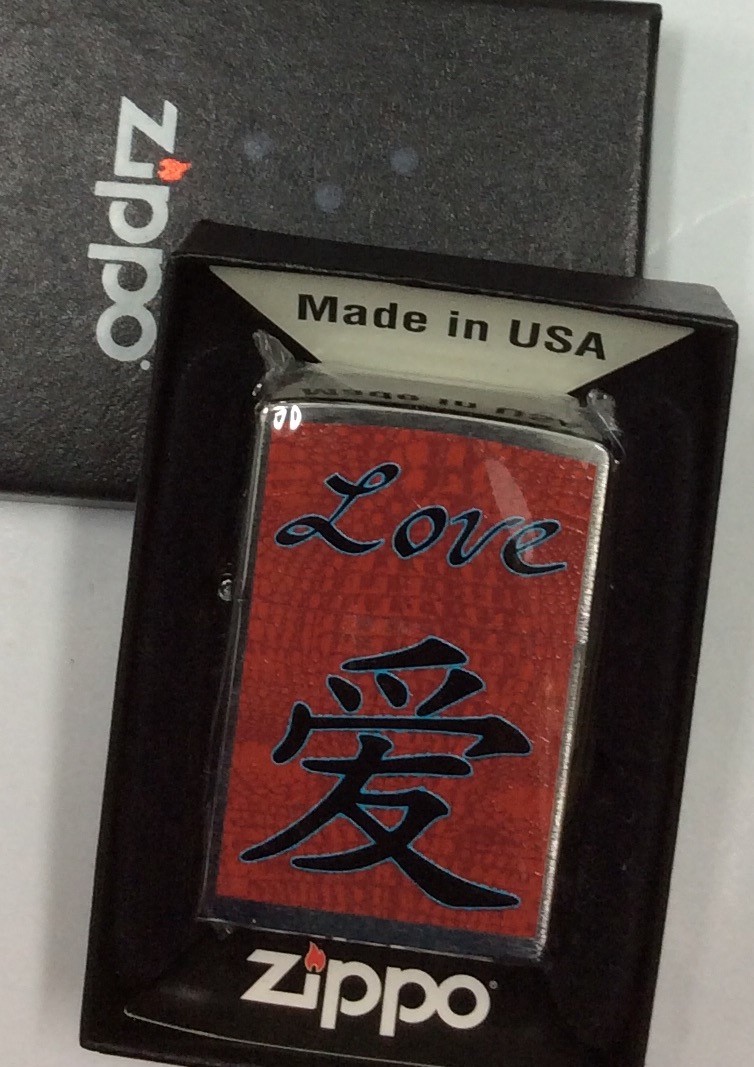 zippo
Made in USA
Love
爱
zippo